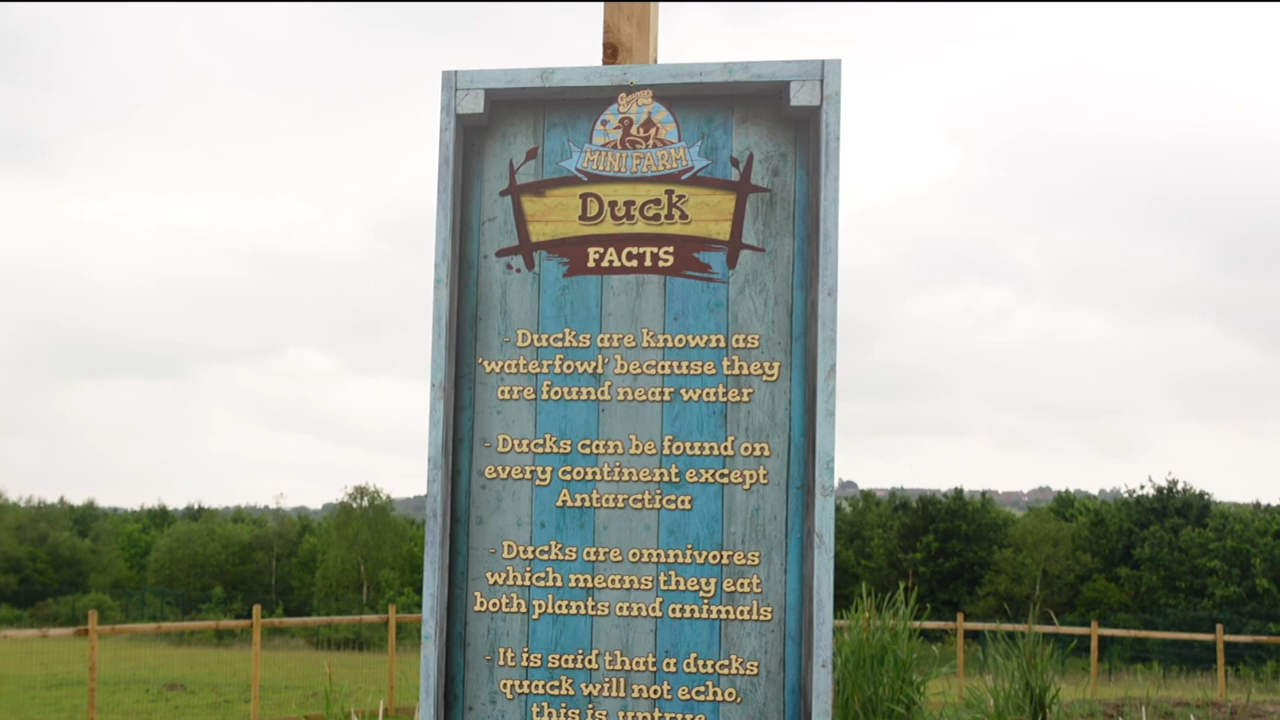 MINI FARM
Duck
FACTS
- Ducks are known as
'waterfowl' because they
are found near water
- Ducks can be found on
every continent except
Antarctica
- Ducks are omnivores
which means they eat
both plants and animals
- It is said that a ducks
quack will not echo,
this is untrue